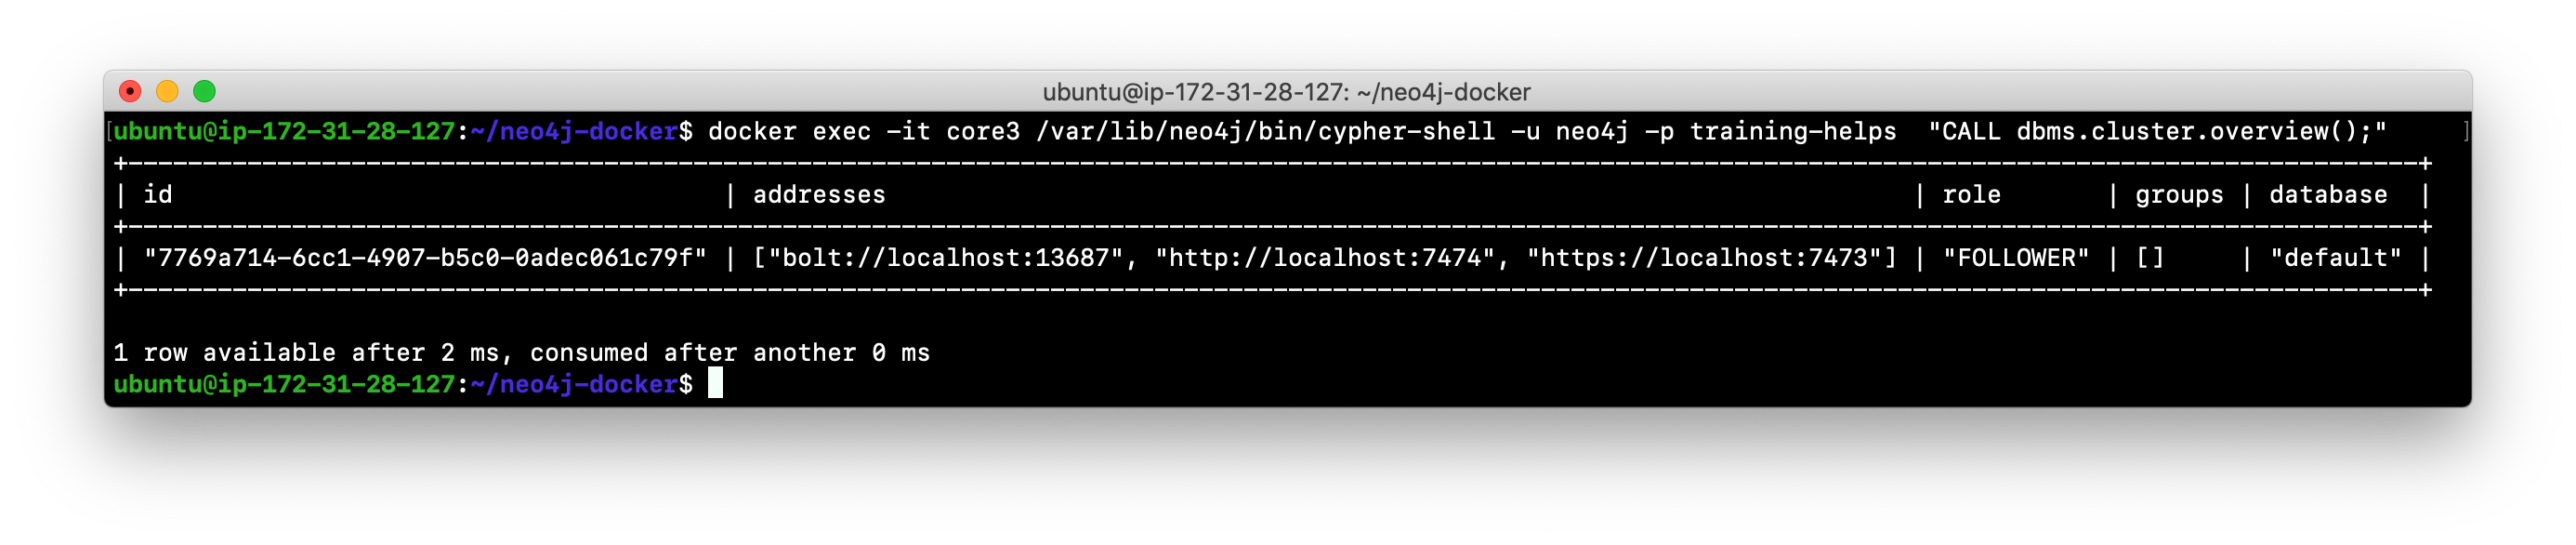 ubuntu@ip-172-31-28-127: ~/neo4j-docker
[ubuntu@ip-172-31-28-127:~/neo4j-docker$ docker exec -it core3 /var/lib/neo4j/bin/cypher-shell -u neo4j -p training-helps  "CALL dbms.cluster.overview();" ]
| id | addresses | role | groups | database |
| "7769a714-6cc1-4907-b5c0-0adec061c79f" | ["bolt://localhost:13687", "http://localhost:7474", "https://localhost:7473"] | "FOLLOWER" | [] | "default" |
1 row available after 2 ms, consumed after another 0 ms
ubuntu@ip-172-31-28-127:~/neo4j-docker$